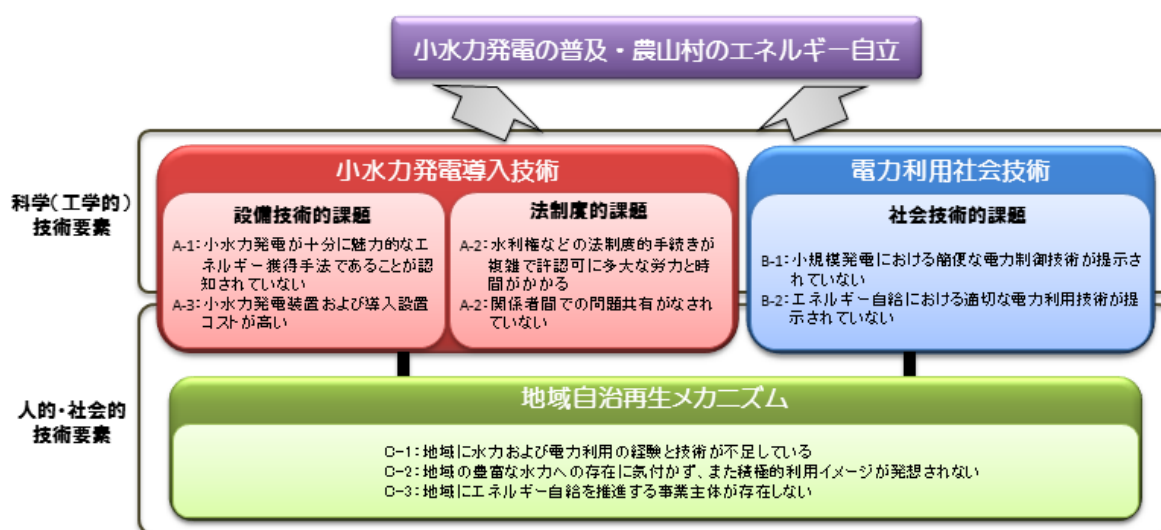 小水力発電の普及・農山村のエネルギー自立
科学(工学的)
技術要素
小水力発電導入技術
設備技術的課題
A-1:小水力発電が十分に魅力的なエ
ネルギー獲得手法であることが認
知されていない
A-3:小水力発電装置および導入設置
コストが高い
法制度的課題
A-2:水利権などの法制度的手続きが
複雑で許認可に多大な労力と時
間がかかる
A-2:関係者間での問題共有がなされ
ていない
電力利用社会技術
社会技術的課題
B-1:小規模発電における簡便な電力制御技術が提示さ
れていない
B-2:エネルギー自給における適切な電力利用技術が提
示されていない
人的・社会的
技術要素
地域自治再生メカニズム
C-1:地域に水力および電力利用の経験と技術が不足している
C-2:地域の豊富な水力への存在に気付かず、また積極的利用イメージが発想されない
C-3:地域にエネルギー自給を推進する事業主体が存在しない